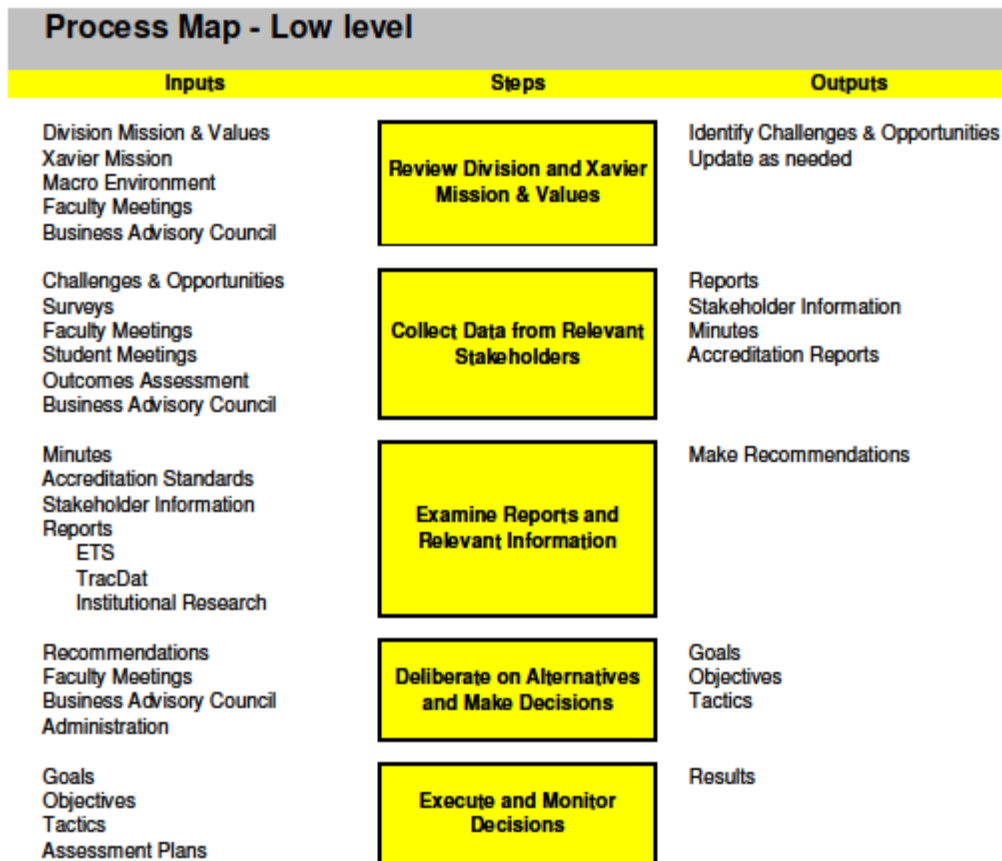 Process Map - Low level
Inputs Steps Outputs
Division Mission & Values
Xavier Mission
Macro Environment
Faculty Meetings
Business Advisory Council
Review Division and Xavier
Mission & Values
Identify Challenges & Opportunities
Update as needed
Challenges & Opportunities
Surveys
Faculty Meetings
Student Meetings
Outcomes Assessment
Business Advisory Council
Collect Data from Relevant
Stakeholders
Reports
Stakeholder Information
Minutes
Accreditation Reports
Minutes
Accreditation Standards
Stakeholder Information
Reports
ETS
TracDat
Institutional Research
Examine Reports and
Relevant Information
Make Recommendations
Recommendations
Faculty Meetings
Business Advisory Council
Administration
Deliberate on Alternatives
and Make Decisions
Goals
Objectives
Tactics
Goals
Objectives
Tactics
Assessment Plans
Execute and Monitor
Decisions
Results